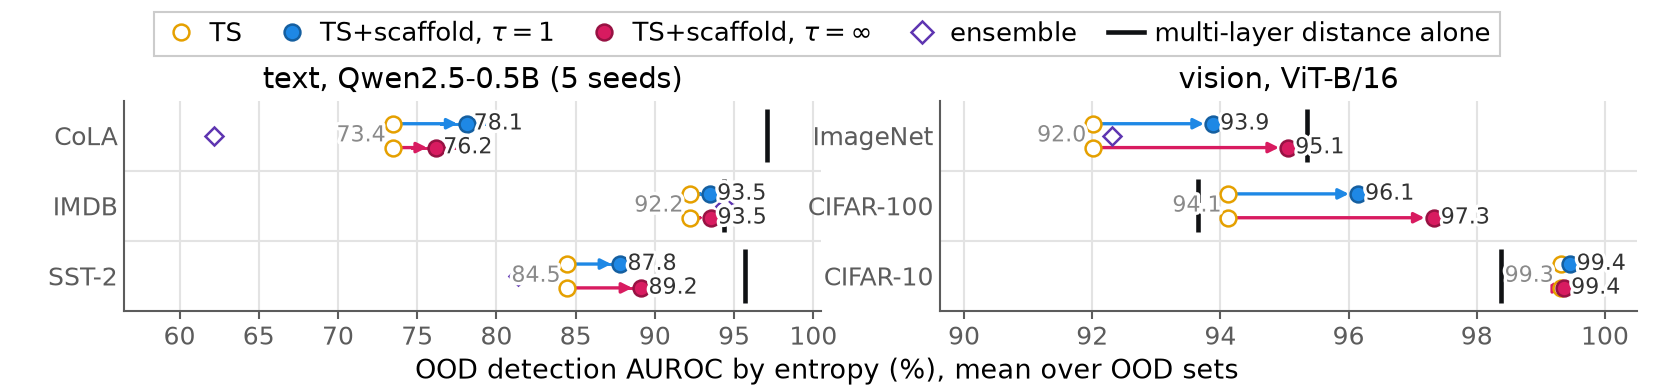 TS TS+scaffold, τ = 1 TS+scaffold, τ = ∞ ensemble multi-layer distance alone
text, Qwen2.5-0.5B (5 seeds)
CoLA
73.4
78.1
76.2
IMDB
92.2
93.5
93.5
SST-2
84.5
87.8
89.2
60 65 70 75 80 85 90 95 100
vision, ViT-B/16
ImageNet
92.0
93.9
95.1
CIFAR-100
94.1
96.1
97.3
CIFAR-10
99.3
99.4
99.4
90 92 94 96 98 100
OOD detection AUROC by entropy (%), mean over OOD sets